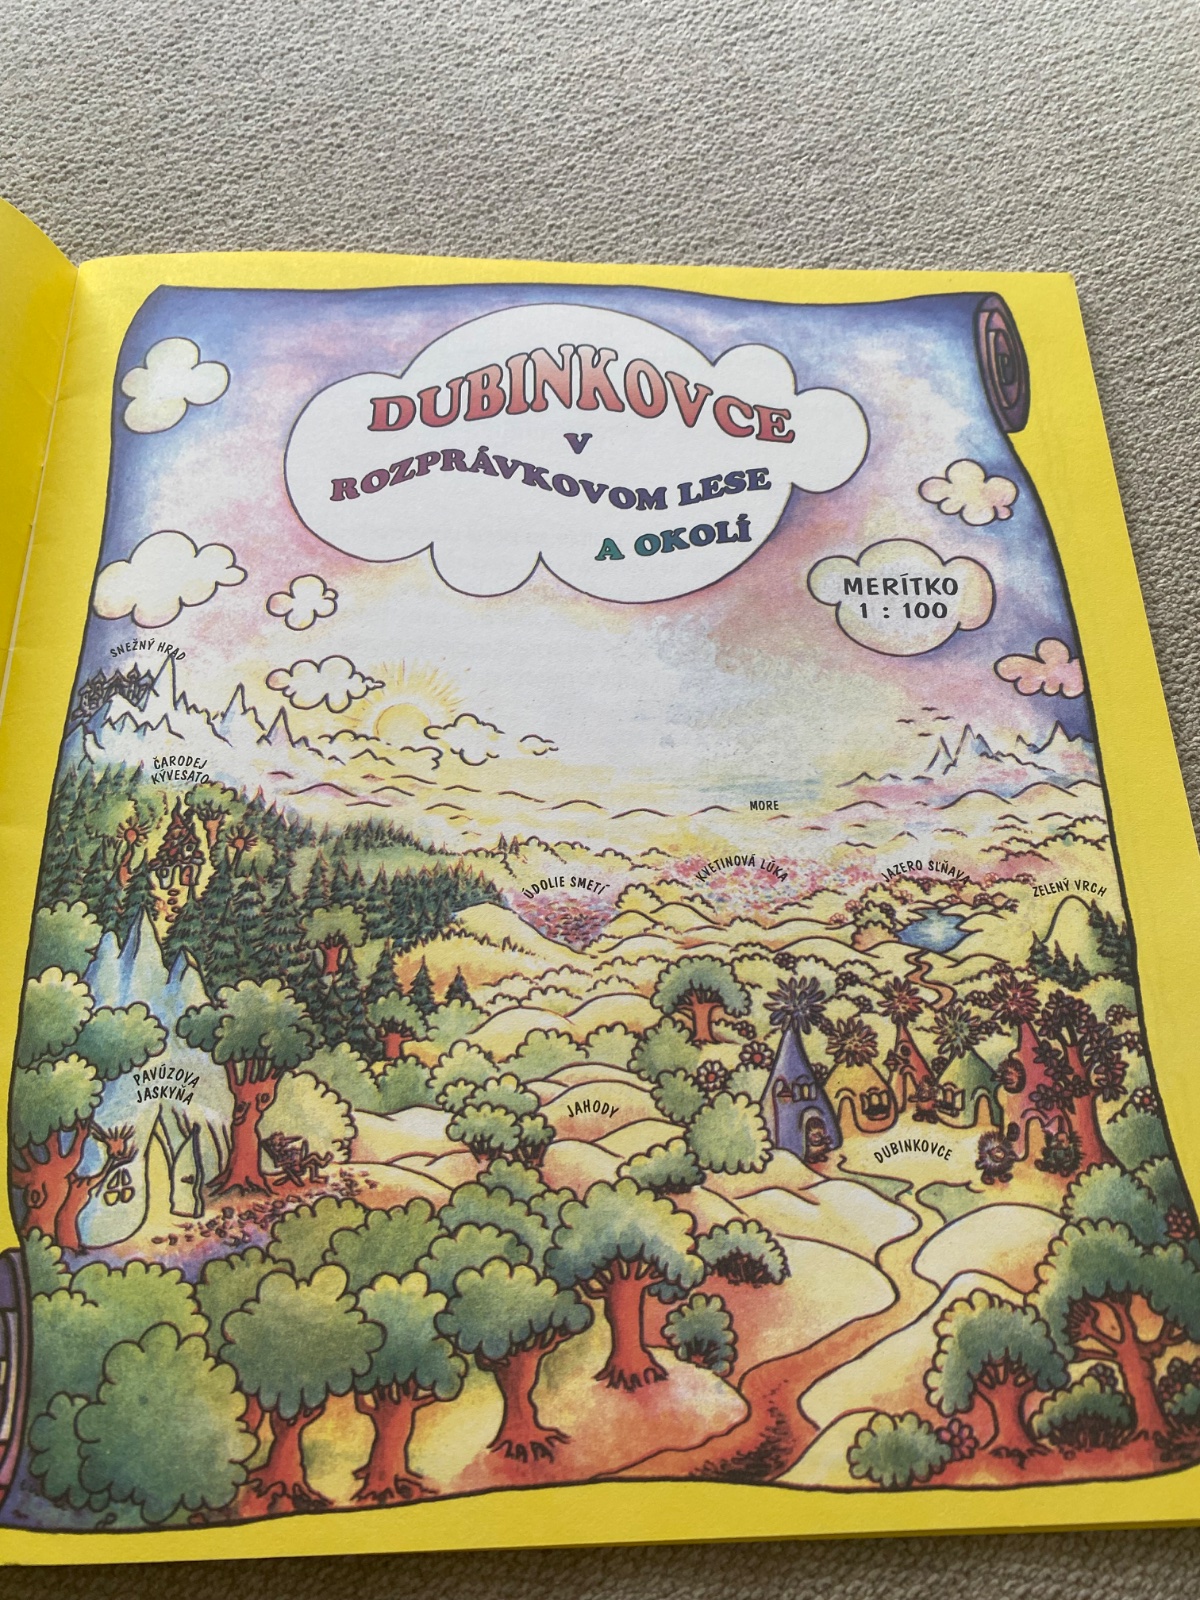 DUBINKOVCE
V
ROZPRÁVKOVOM LESE
A OKOLÍ
MERÍTKO
1 : 100
SNEŽNÝ HRAD
ČARODEJ
KÝVESATO
MORE
ÚDOLIE SMETÍ
KVETINOVÁ LÚKA
JAZERO SĽŇAVA
ZELENÝ VRCH
PAVÚZOVA
JASKYŇA
JAHODY
DUBINKOVCE